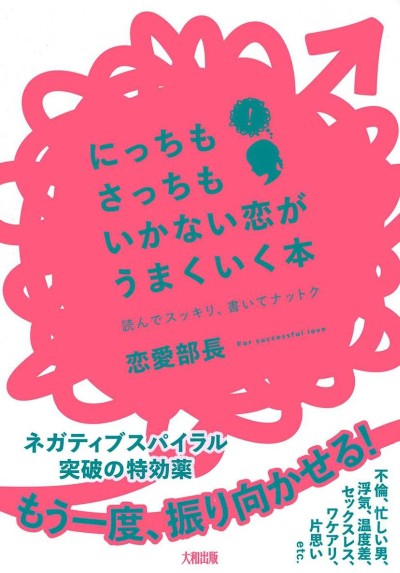 にっちも
さっちも
いかない恋が
うまくいく本
読んでスッキリ、書いてナットク
恋愛部長
For successful love
ネガティブスパイラル
突破の特効薬
もう一度、振り向かせる!
不倫、忙しい男、
浮気、温度差、
セックスレス、
ワケアリ、
片思い
etc.
大和出版